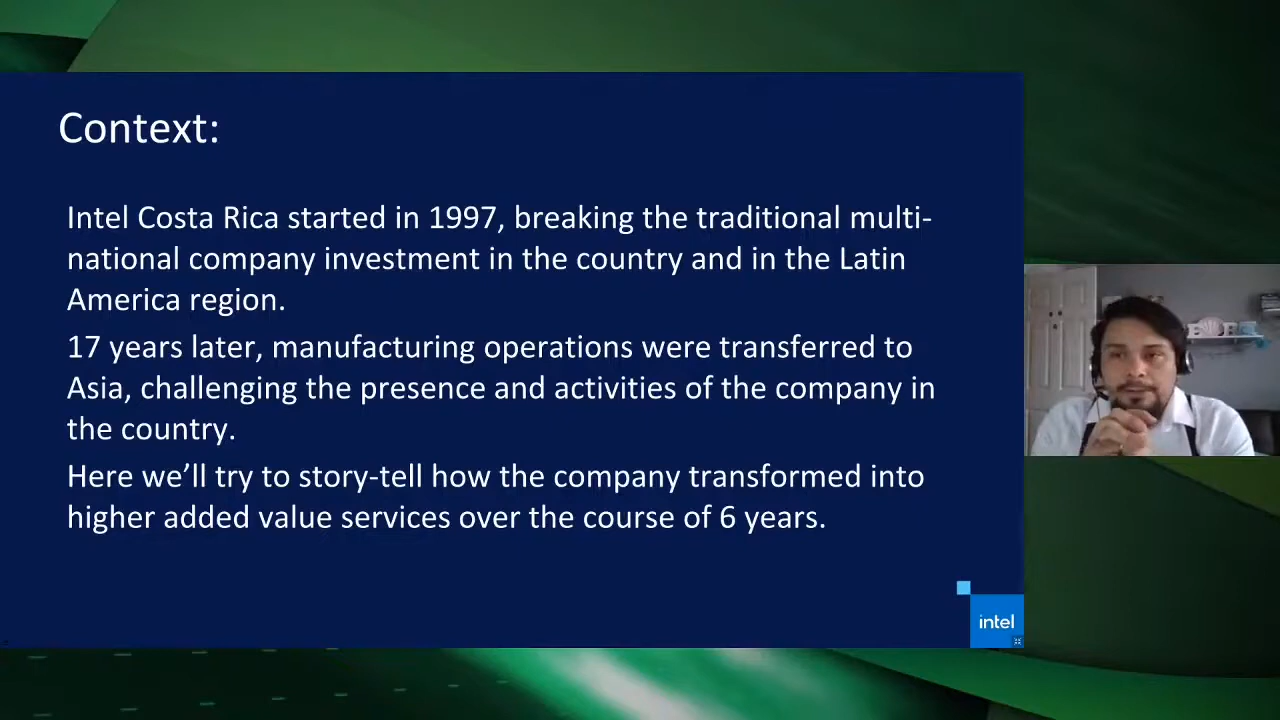 Context:
Intel Costa Rica started in 1997, breaking the traditional multi-
national company investment in the country and in the Latin
America region.
17 years later, manufacturing operations were transferred to
Asia, challenging the presence and activities of the company in
the country.
Here we’ll try to story-tell how the company transformed into
higher added value services over the course of 6 years.
intel